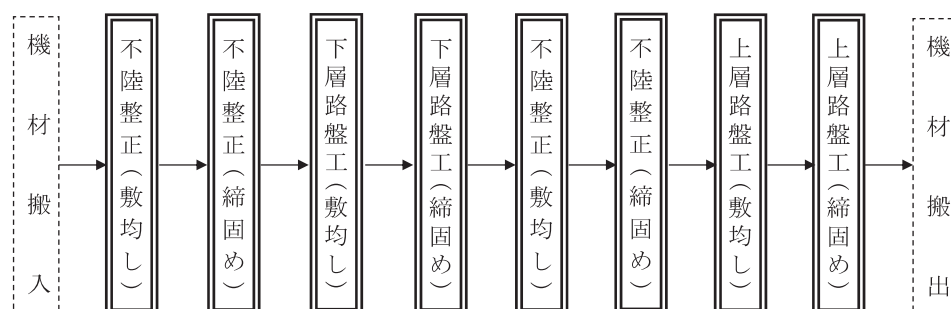 機材搬入
不陸整正（敷均し）
不陸整正（締固め）
下層路盤工（敷均し）
下層路盤工（締固め）
不陸整正（敷均し）
不陸整正（締固め）
上層路盤工（敷均し）
上層路盤工（締固め）
機材搬出